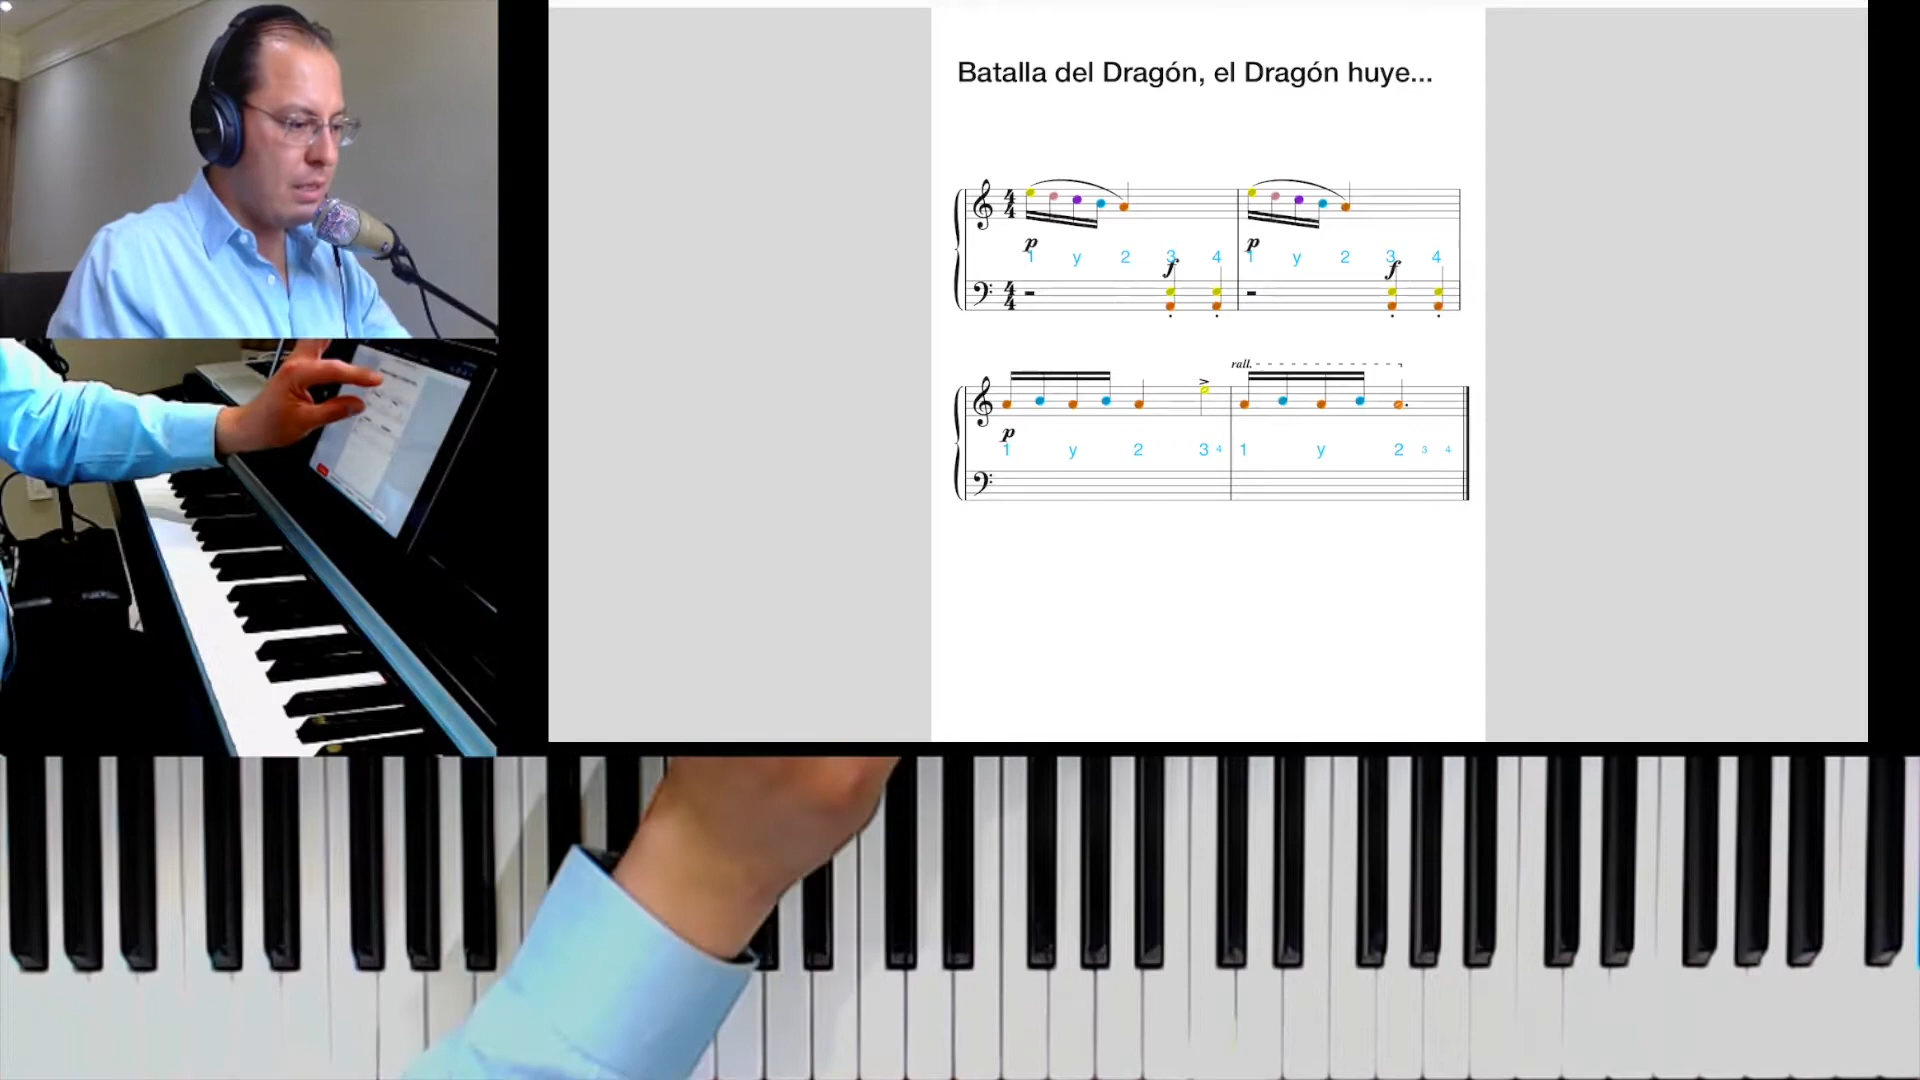 Batalla del Dragón, el Dragón huye...
p p
1 y 2 3 4 1 y 2 3 4
f f
rall.
p
1 y 2 3 4 1 y 2 3 4